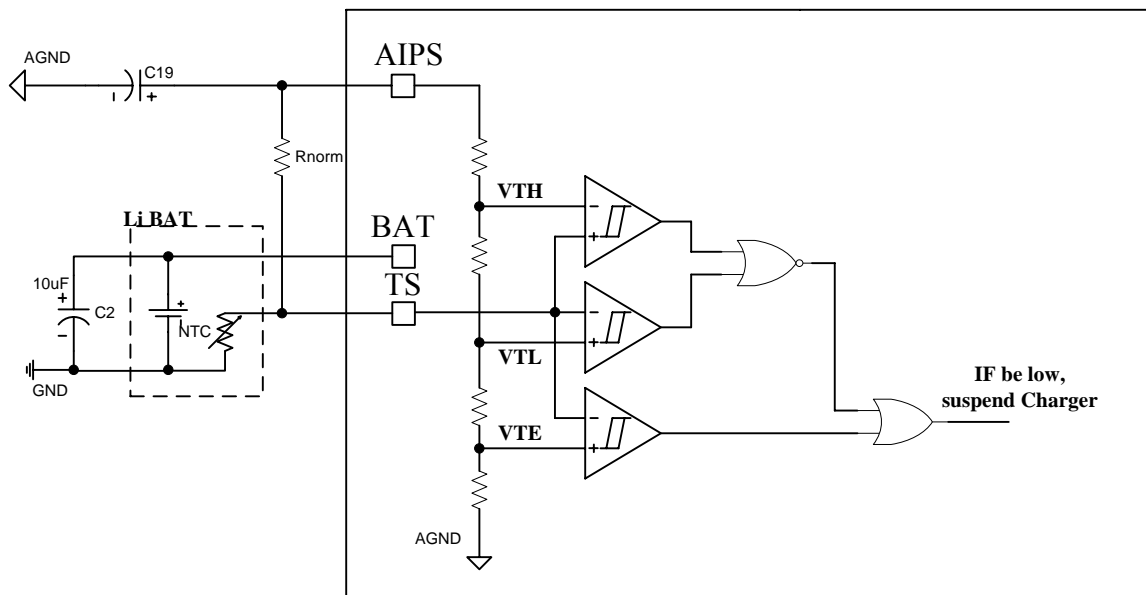 AIPS
AGND
C19
- +
Rnorm
VTH
-
+
Li BAT
BAT
10uF
+
C2
-
+
NTC
TS
-
+
VTL
GND
IF be low,
suspend Charger
-
+
VTE
AGND